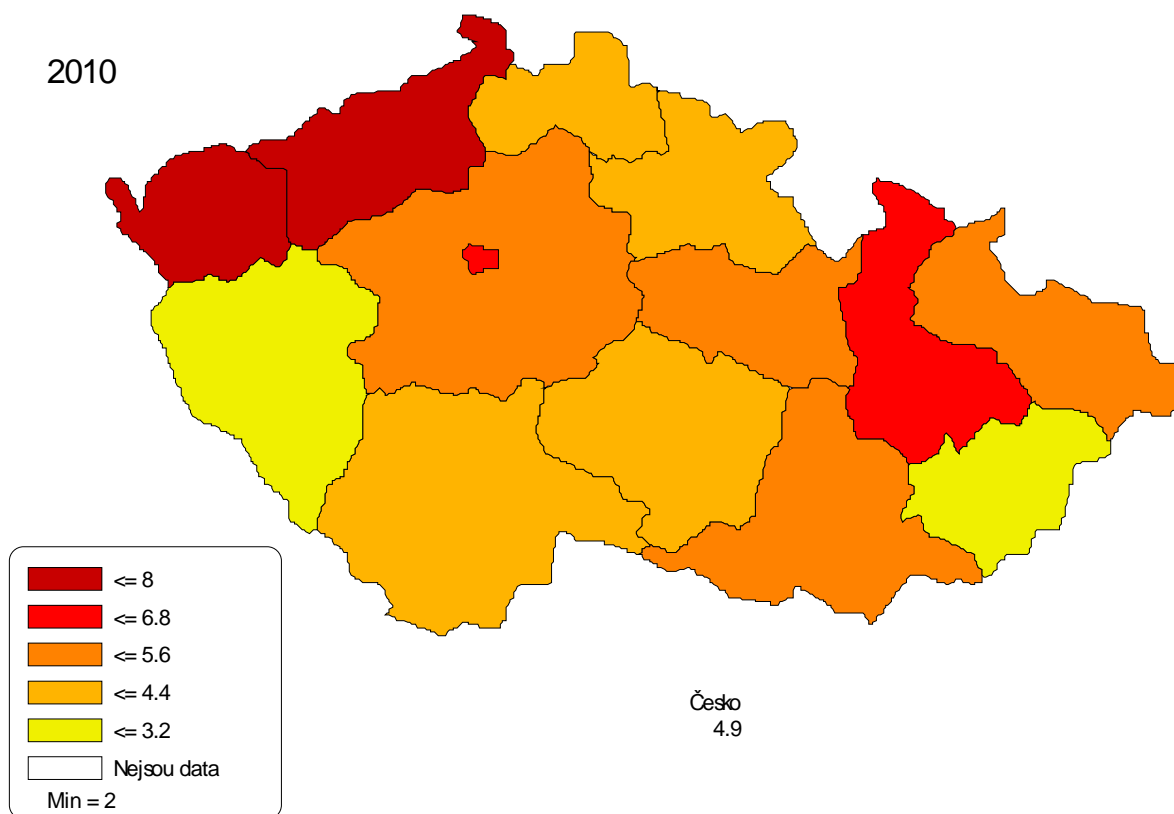 2010
<= 8
<= 6.8
<= 5.6
<= 4.4
<= 3.2
Nejsou data
Min = 2
Česko
4.9